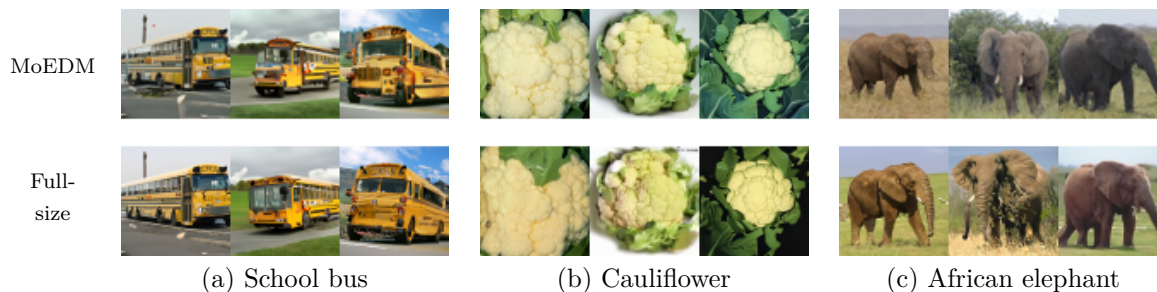 MoEDM
Full-
size
(a) School bus
(b) Cauliflower
(c) African elephant